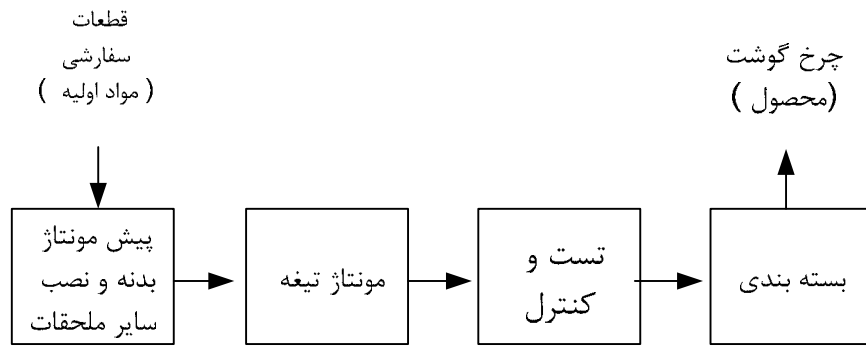 قطعات
سفارشی
( مواد اولیه )
پیش مونتاژ
بدنه و نصب
سایر ملحقات
مونتاژ تیغه
تست و
کنترل
بسته بندی
چرخ گوشت
(محصول )